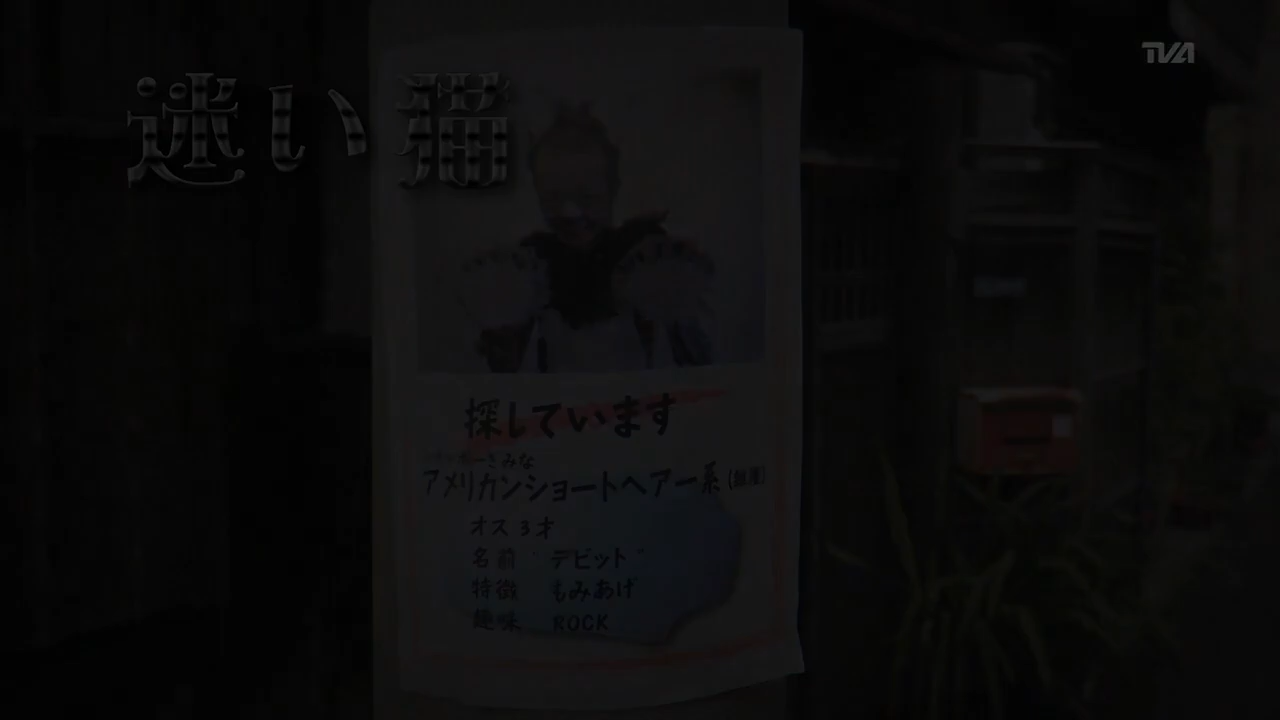 迷い猫
TVA
探しています
アメリカンショートヘアー系
オス 3才
名前 デビット
特徴 もみあげ
趣味 ROCK